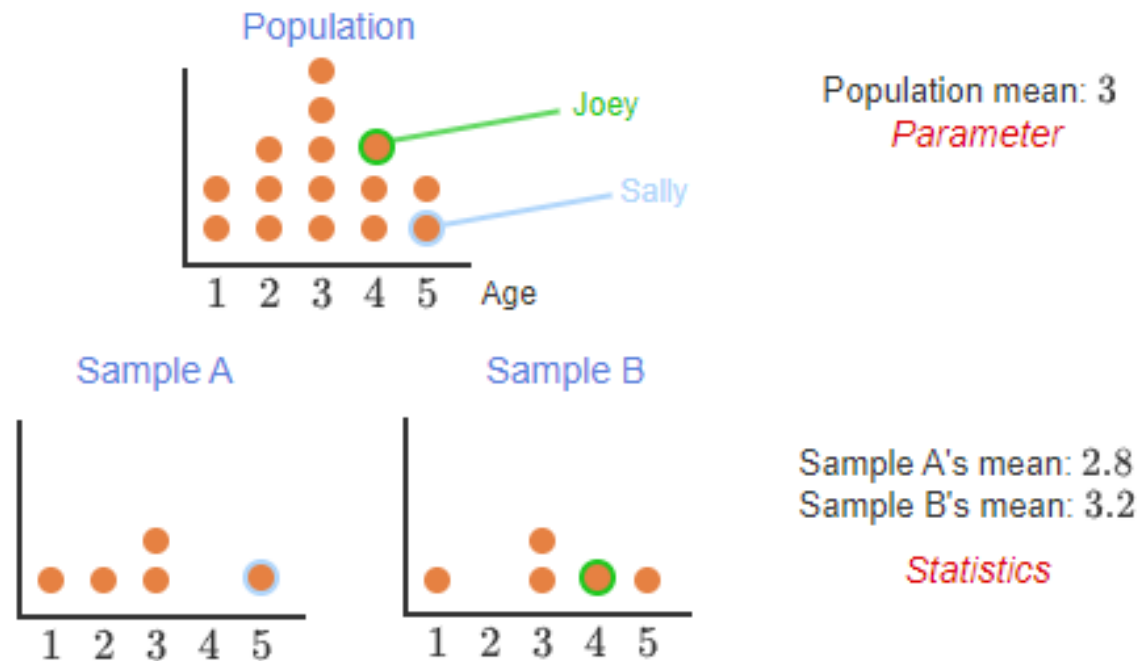 Population
Joey
Sally
1 2 3 4 5 Age
Population mean: 3
Parameter
Sample A
1 2 3 4 5
Sample B
1 2 3 4 5
Sample A's mean: 2.8
Sample B's mean: 3.2
Statistics